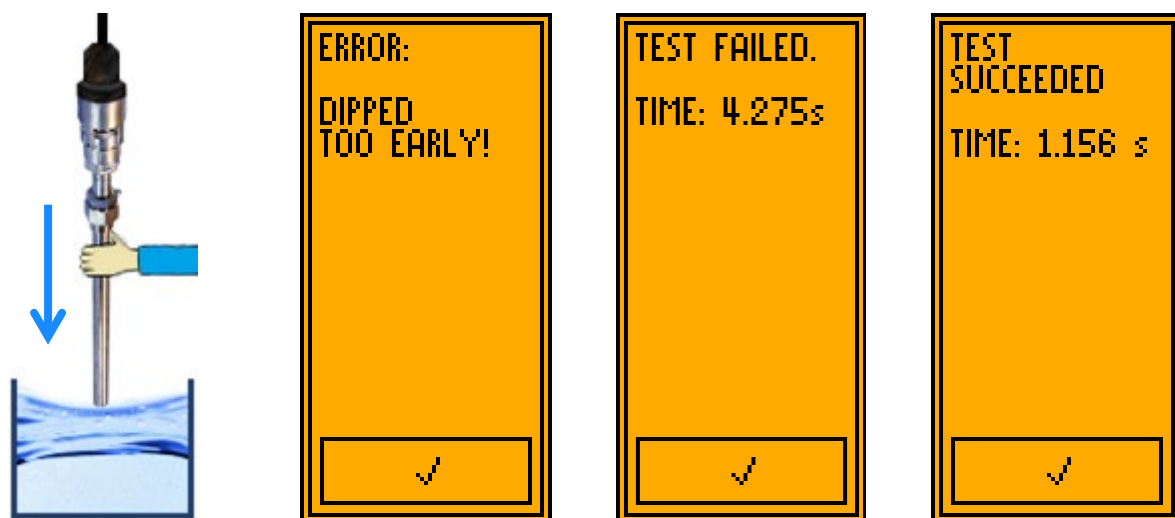 ERROR:
DIPPED
TOO EARLY!
TEST FAILED.
TIME: 4.275s
TEST
SUCCEEDED
TIME: 1.156 s